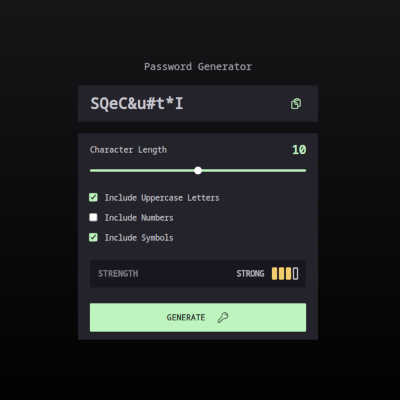 Password Generator
SQeC&u#t*I
Character Length 10
Include Uppercase Letters
Include Numbers
Include Symbols
STRENGTH STRONG
GENERATE